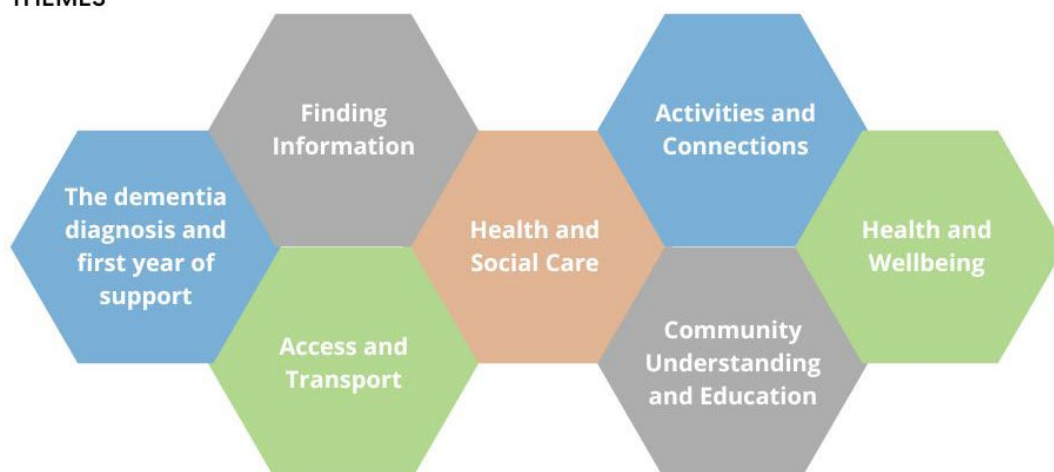 THEMES
Finding
Information
Activities and
Connections
The dementia
diagnosis and
first year of
support
Health and
Social Care
Health and
Wellbeing
Access and
Transport
Community
Understanding
and Education